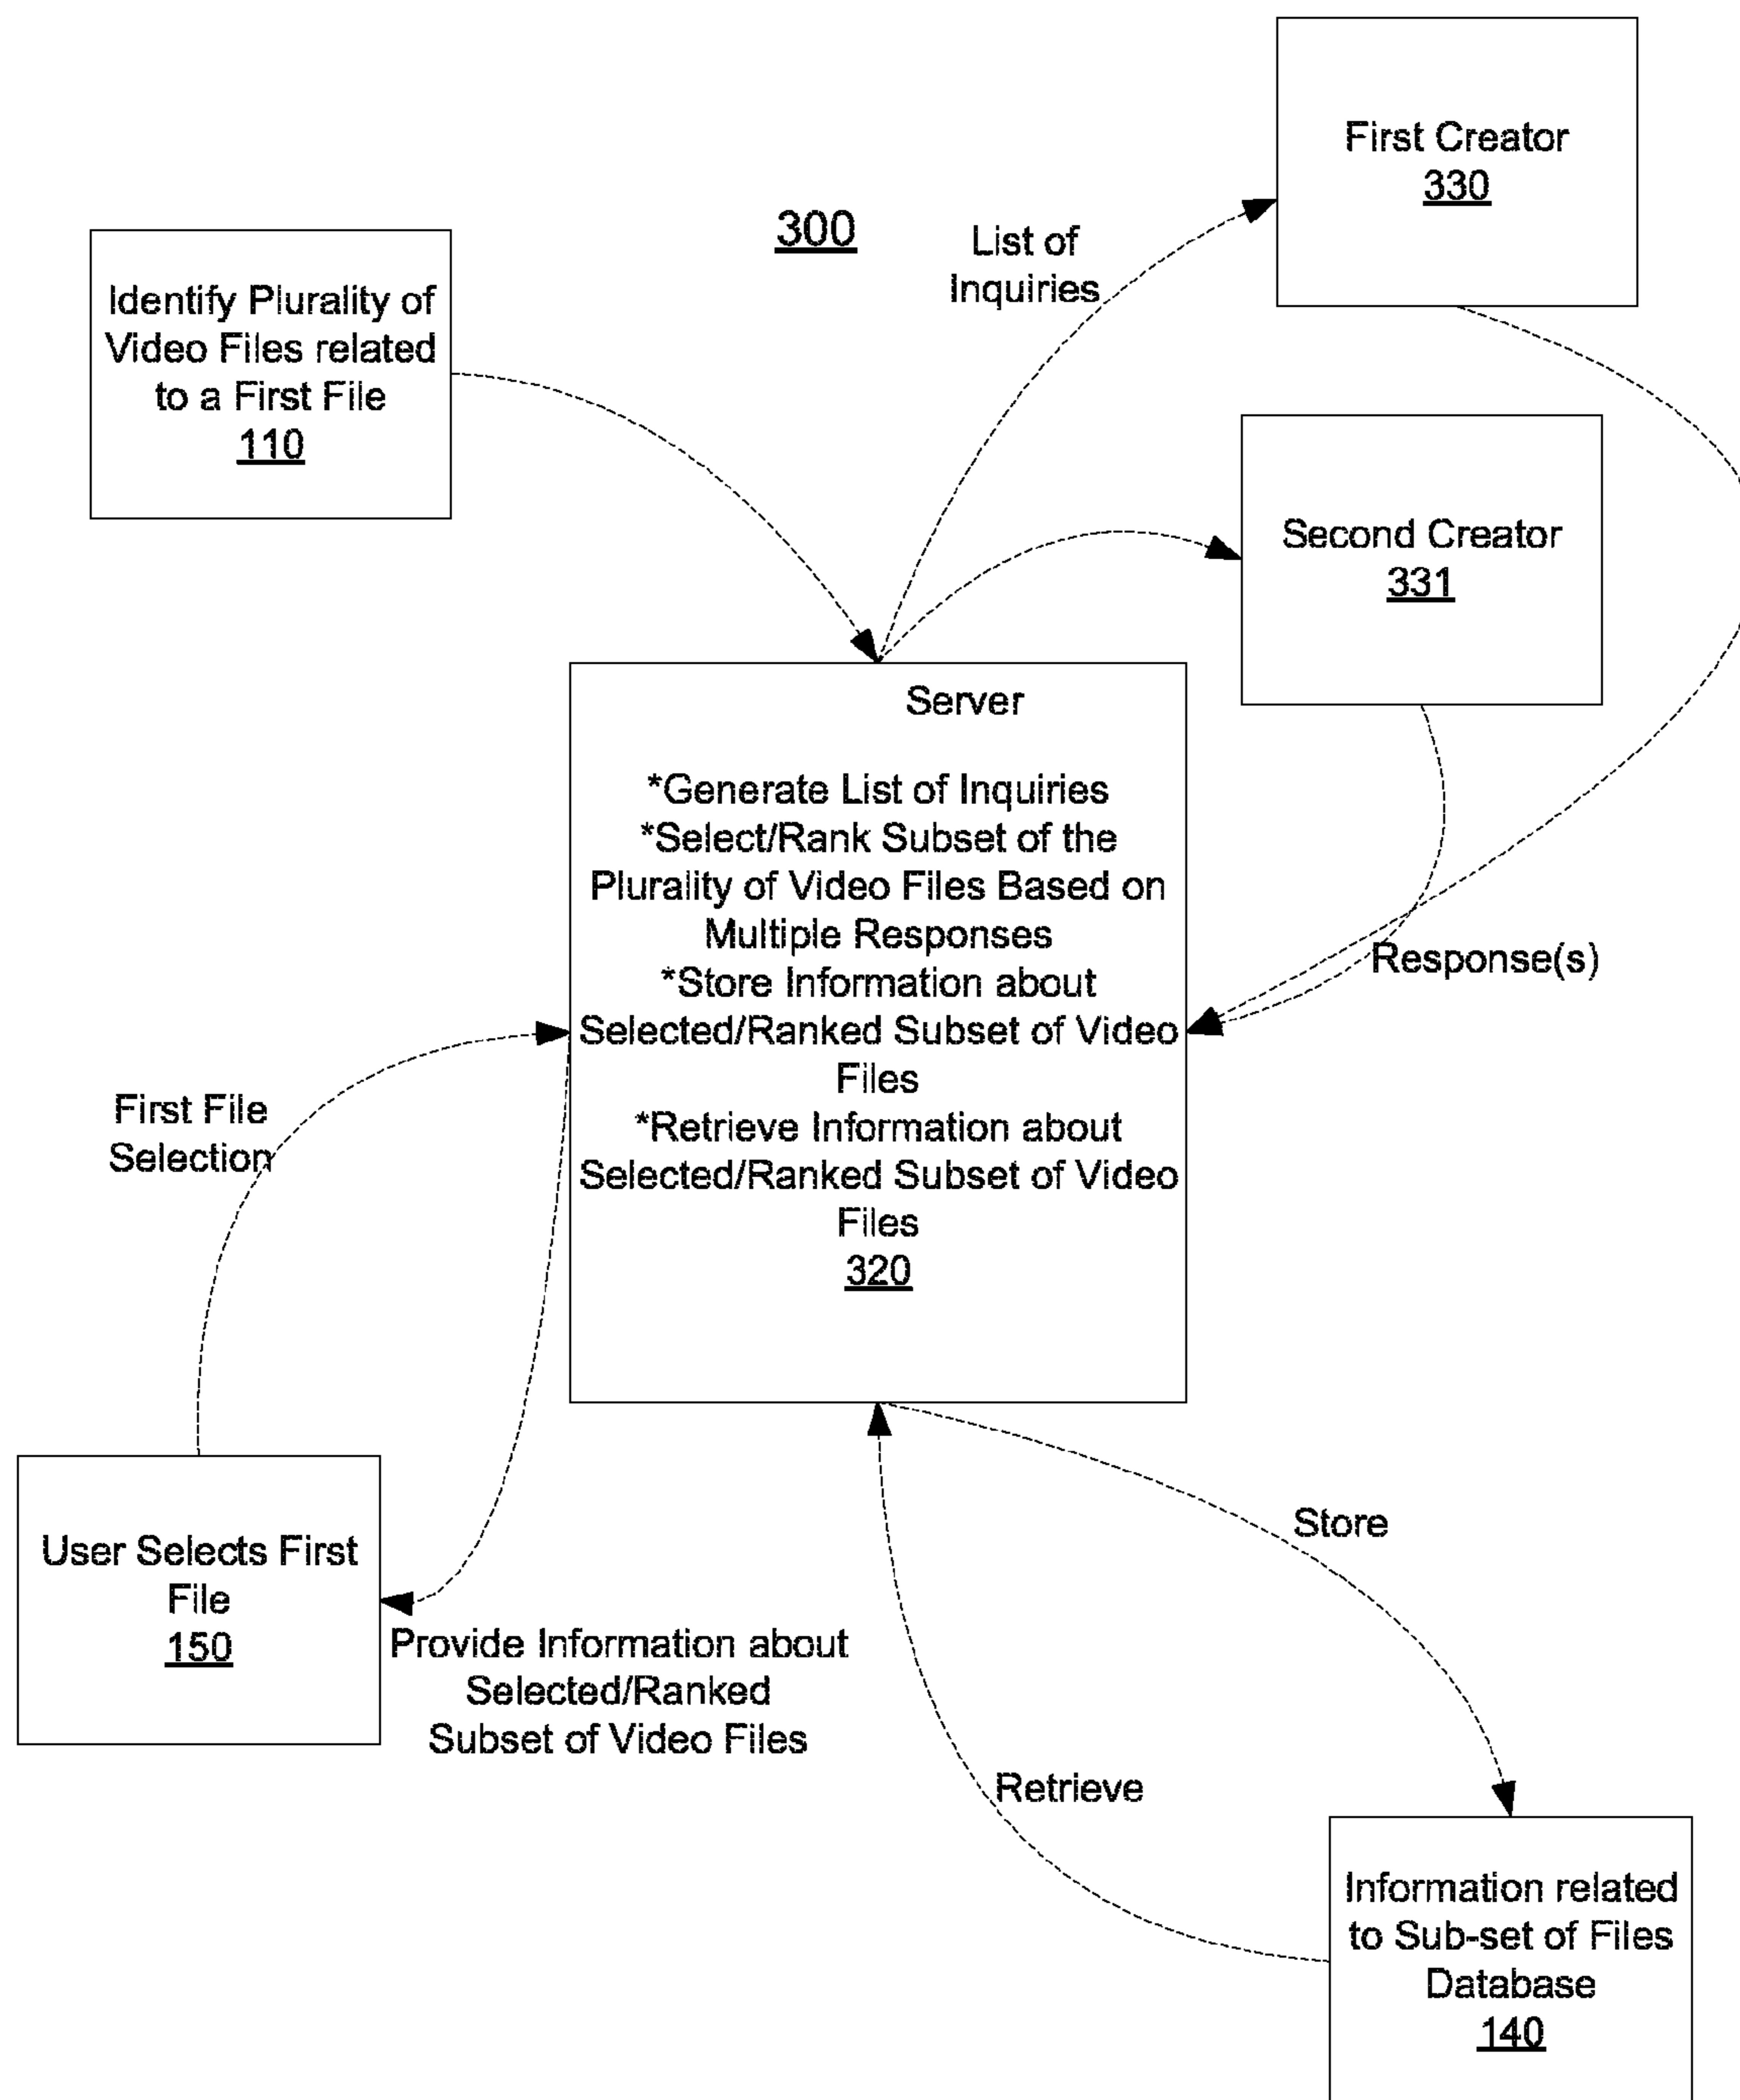 First Creator
330
300
List of
Inquiries
Identify Plurality of
Video Files related
to a First File
110
Second Creator
331
Server
*Generate List of Inquiries
*Select/Rank Subset of the
Plurality of Video Files Based on
Multiple Responses
*Store Information about
Selected/Ranked Subset of Video
Files
*Retrieve Information about
Selected/Ranked Subset of Video
Files
320
Response(s)
First File
Selection
User Selects First
File
150
Provide Information about
Selected/Ranked
Subset of Video Files
Store
Retrieve
Information related
to Sub-set of Files
Database
140